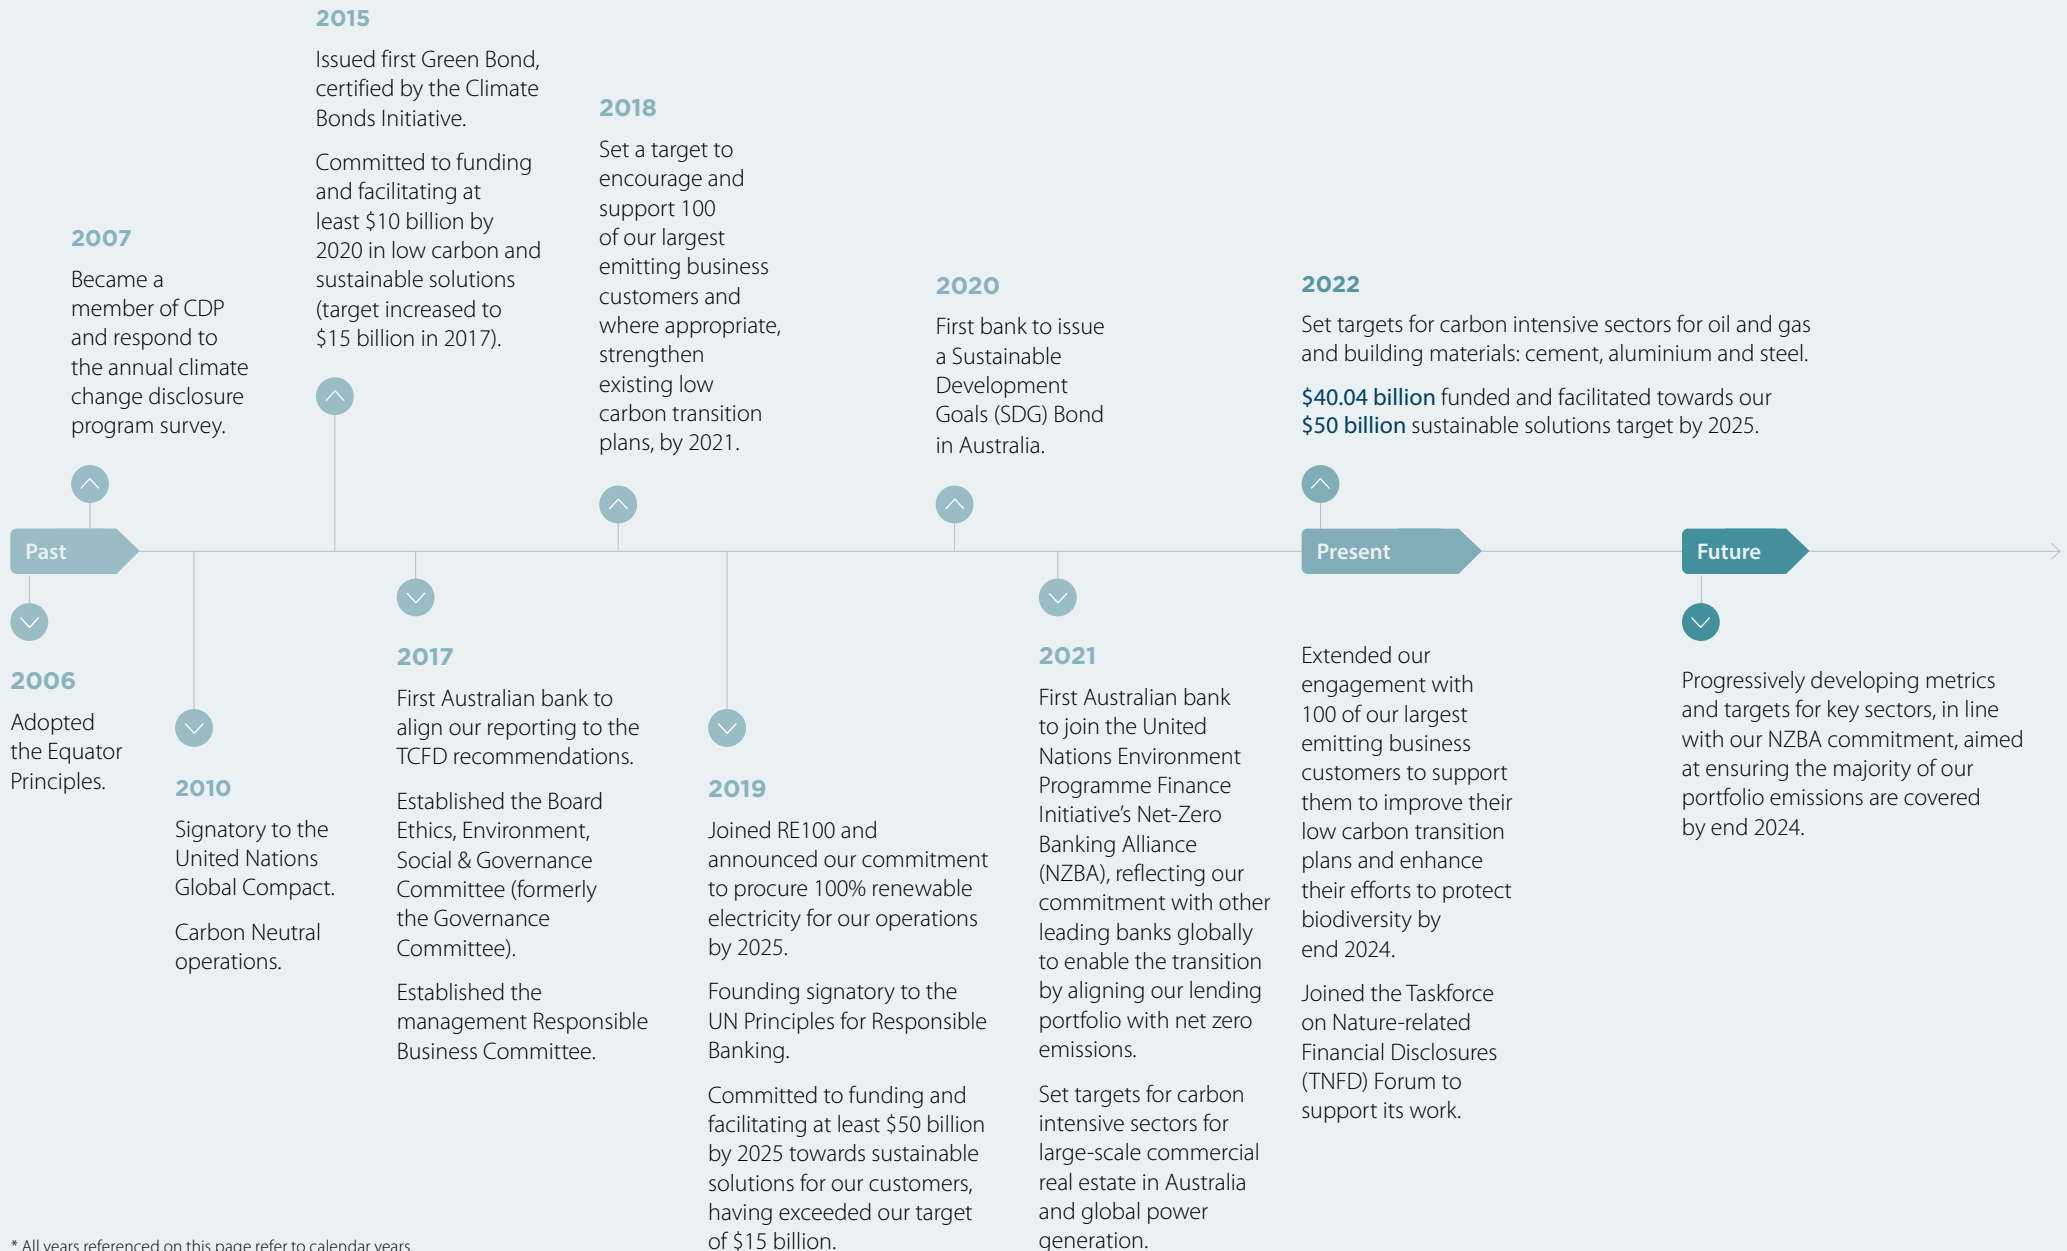 2015
Issued first Green Bond,
certified by the Climate
Bonds Initiative.
Committed to funding
and facilitating at
least $10 billion by
2020 in low carbon and
sustainable solutions
(target increased to
$15 billion in 2017).
2018
Set a target to
encourage and
support 100
of our largest
emitting business
customers and
where appropriate,
strengthen
existing low
carbon transition
plans, by 2021.
2007
Became a
member of CDP
and respond to
the annual climate
change disclosure
program survey.
2020
First bank to issue
a Sustainable
Development
Goals (SDG) Bond
in Australia.
2022
Set targets for carbon intensive sectors for oil and gas
and building materials: cement, aluminium and steel.
$40.04 billion funded and facilitated towards our
$50 billion sustainable solutions target by 2025.
Past
Present
Future
2006
Adopted
the Equator
Principles.
2010
Signatory to the
United Nations
Global Compact.
Carbon Neutral
operations.
2017
First Australian bank to
align our reporting to the
TCFD recommendations.
Established the Board
Ethics, Environment,
Social & Governance
Committee (formerly
the Governance
Committee).
Established the
management Responsible
Business Committee.
2019
Joined RE100 and
announced our commitment
to procure 100% renewable
electricity for our operations
by 2025.
Founding signatory to the
UN Principles for Responsible
Banking.
Committed to funding and
facilitating at least $50 billion
by 2025 towards sustainable
solutions for our customers,
having exceeded our target
of $15 billion.
2021
First Australian bank
to join the United
Nations Environment
Programme Finance
Initiative’s Net-Zero
Banking Alliance
(NZBA), reflecting our
commitment with other
leading banks globally
to enable the transition
by aligning our lending
portfolio with net zero
emissions.
Set targets for carbon
intensive sectors for
large-scale commercial
real estate in Australia
and global power
generation.
Extended our
engagement with
100 of our largest
emitting business
customers to support
them to improve their
low carbon transition
plans and enhance
their efforts to protect
biodiversity by
end 2024.
Joined the Taskforce
on Nature-related
Financial Disclosures
(TNFD) Forum to
support its work.
Progressively developing metrics
and targets for key sectors, in line
with our NZBA commitment, aimed
at ensuring the majority of our
portfolio emissions are covered
by end 2024.
* All years referenced on this page refer to calendar years.